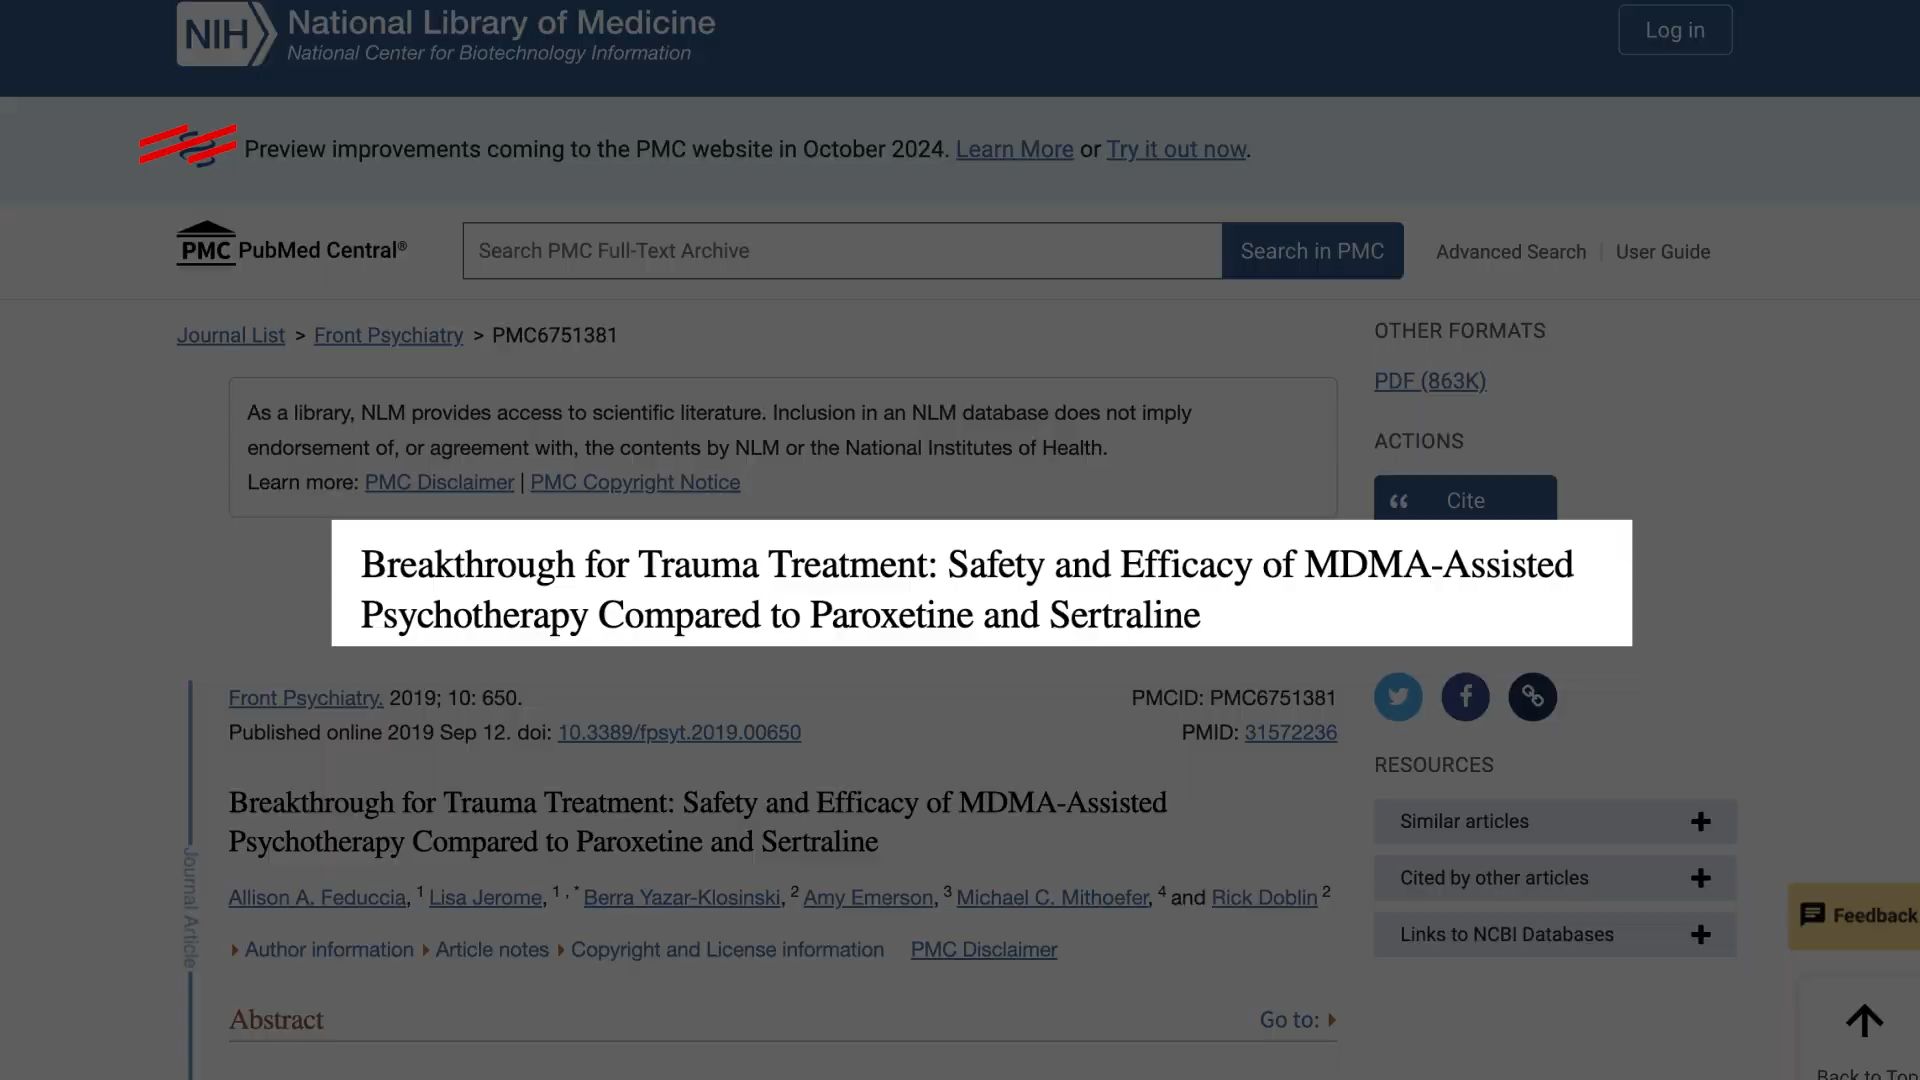 NIH National Library of Medicine
National Center for Biotechnology Information
Log in
Preview improvements coming to the PMC website in October 2024. Learn More or Try it out now.
PMC PubMed Central®
Search PMC Full-Text Archive
Search in PMC
Advanced Search
User Guide
Journal List > Front Psychiatry > PMC6751381
As a library, NLM provides access to scientific literature. Inclusion in an NLM database does not imply
endorsement of, or agreement with, the contents by NLM or the National Institutes of Health.
Learn more: PMC Disclaimer | PMC Copyright Notice
OTHER FORMATS
PDF (863K)
ACTIONS
Cite
Breakthrough for Trauma Treatment: Safety and Efficacy of MDMA-Assisted
Psychotherapy Compared to Paroxetine and Sertraline
Journal Article
Front Psychiatry. 2019; 10: 650.
PMCID: PMC6751381
Published online 2019 Sep 12. doi: 10.3389/fpsyt.2019.00650
PMID: 31572236
Breakthrough for Trauma Treatment: Safety and Efficacy of MDMA-Assisted
Psychotherapy Compared to Paroxetine and Sertraline
Allison A. Feduccia, 1 Lisa Jerome, 1,* Berra Yazar-Klosinski, 2 Amy Emerson, 3 Michael C. Mithoefer, 4 and Rick Doblin 2
Author information Article notes Copyright and License information PMC Disclaimer
Abstract
Go to:
RESOURCES
Similar articles
Cited by other articles
Links to NCBI Databases
Feedback
Back to Top